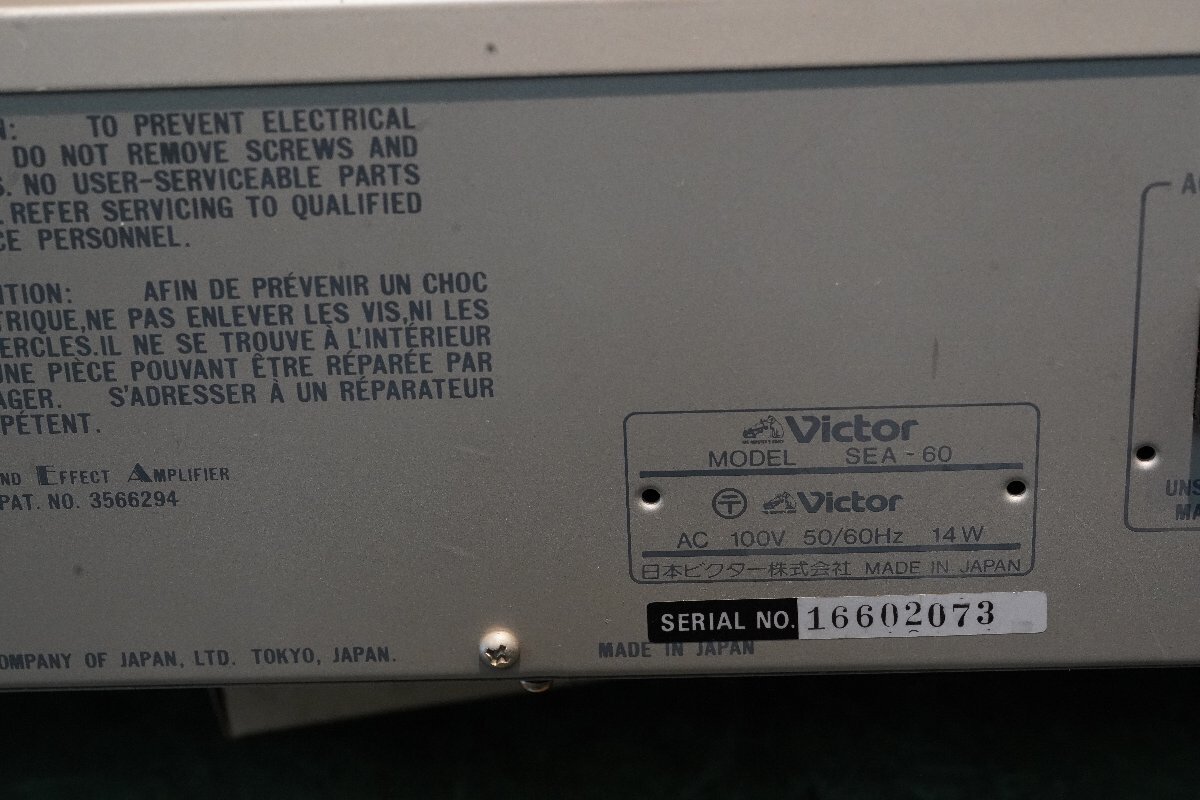 N: TO PREVENT ELECTRICAL
DO NOT REMOVE SCREWS AND
S. NO USER-SERVICEABLE PARTS
. REFER SERVICING TO QUALIFIED
CE PERSONNEL.
TION: AFIN DE PRÉVENIR UN CHOC
TRIQUE,NE PAS ENLEVER LES VIS,NI LES
ERCLES.IL NE SE TROUVE À L'INTÉRIEUR
UNE PIÈCE POUVANT ÊTRE RÉPARÉE PAR
AGER. S'ADRESSER À UN RÉPARATEUR
PÉTENT.
ND EFFECT AMPLIFIER
PAT. NO. 3566294
OMPANY OF JAPAN, LTD. TOKYO, JAPAN.
Victor
MODEL SEA-60
〒 Victor
AC 100V 50/60Hz 14W
日本ビクター株式会社 MADE IN JAPAN
SERIAL NO. 16602073
MADE IN JAPAN
A
UNS
MA